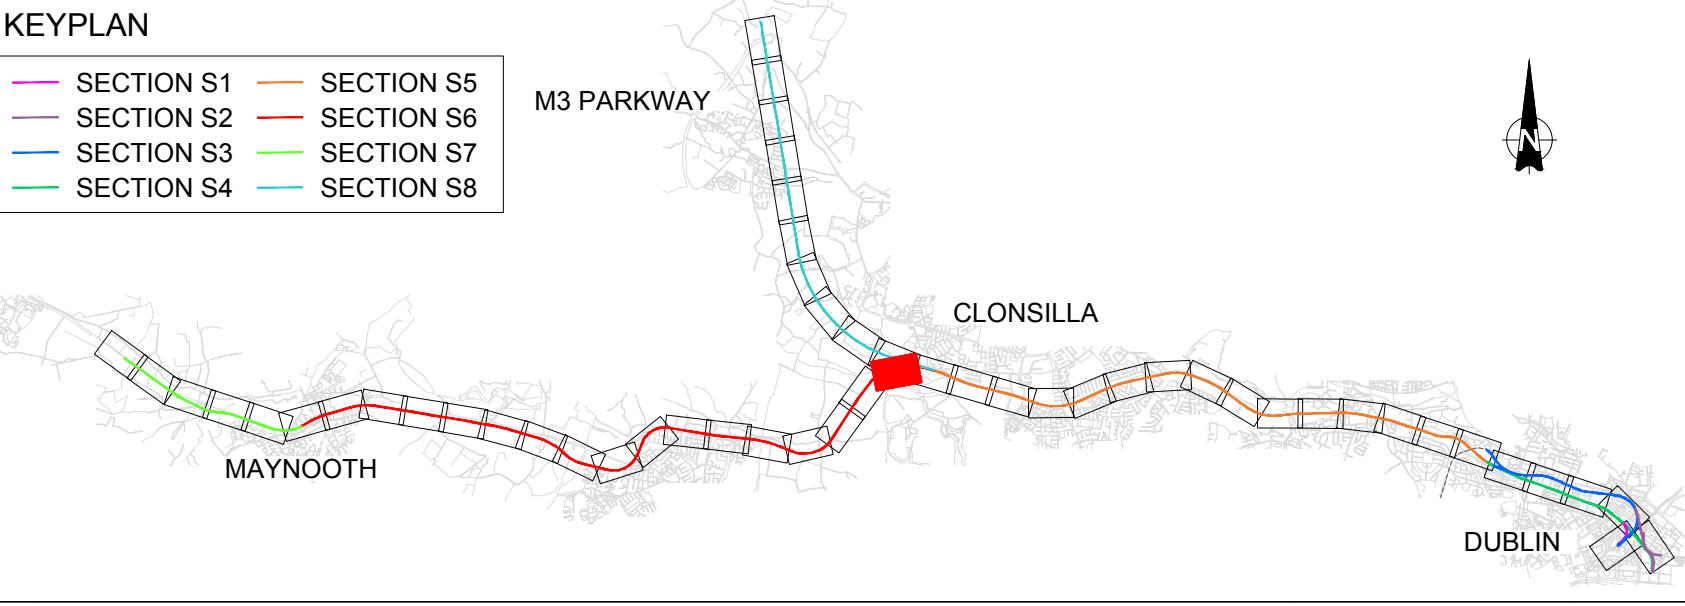 KEYPLAN
SECTION S1 SECTION S5
SECTION S2 SECTION S6
SECTION S3 SECTION S7
SECTION S4 SECTION S8
M3 PARKWAY
N
CLONSILLA
MAYNOOTH
DUBLIN